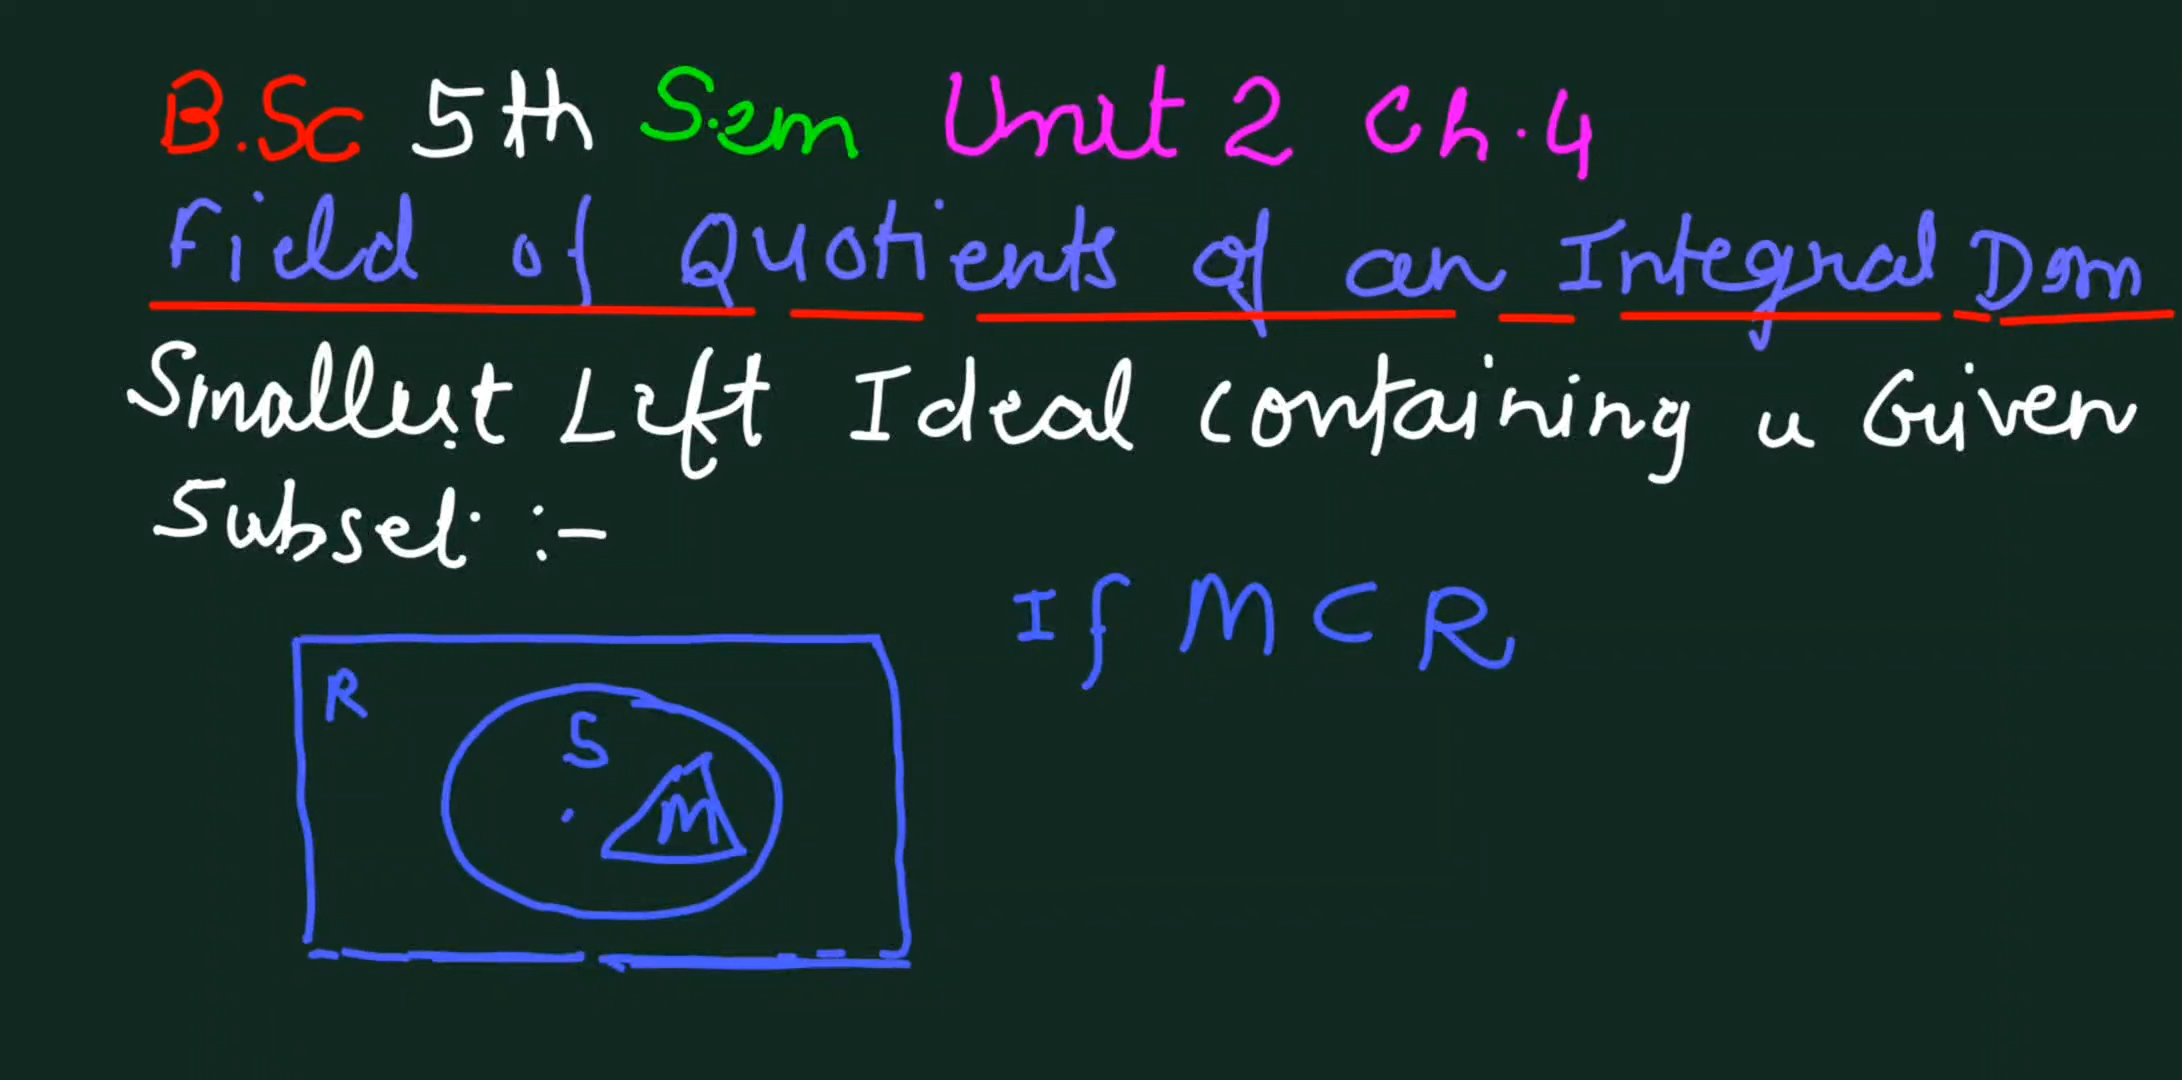 B.Sc 5th Sem Unit 2 Ch.4
Field of Quotients of an Integral Dom
Smallest Left Ideal containing a Given
Subset :-
If M ⊂ R
R
S
M